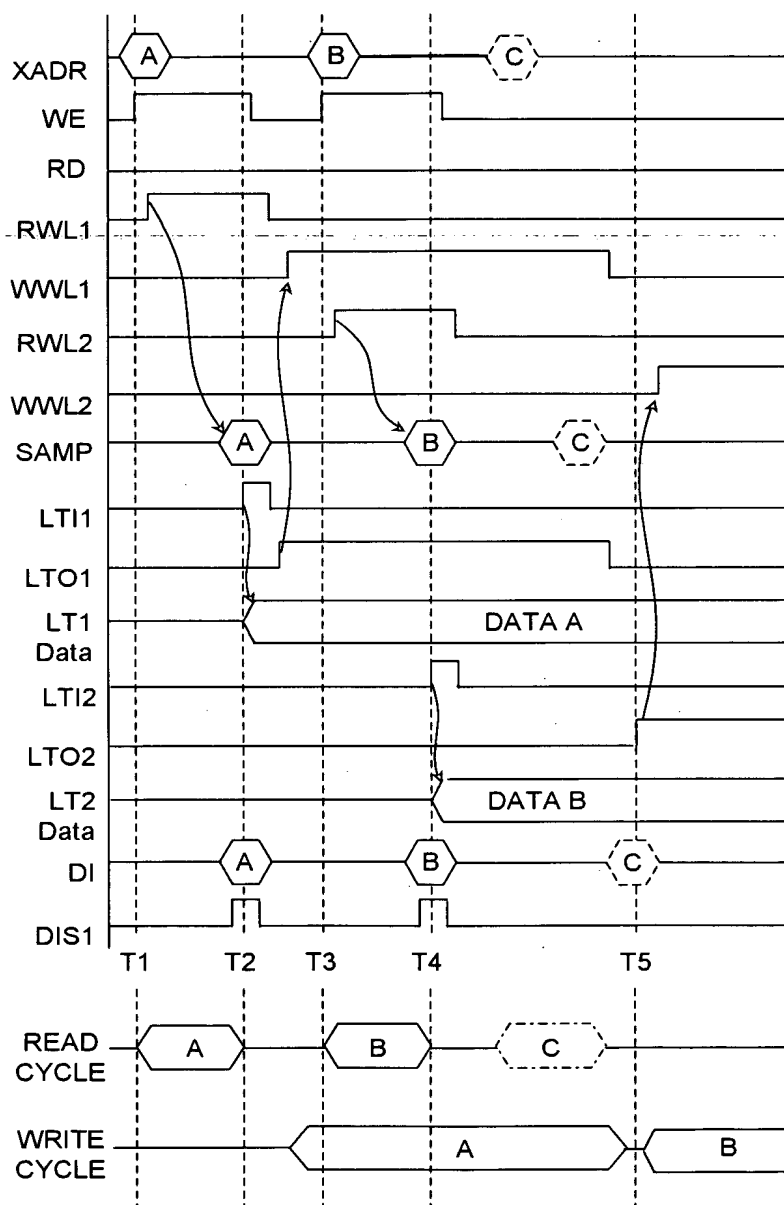 XADR A B C
WE
RD
RWL1
WWL1
RWL2
WWL2
SAMP A B C
LTI1
LTO1
LT1
Data DATA A
LTI2
LTO2
LT2
Data DATA B
DI A B C
DIS1
T1 T2 T3 T4 T5
READ
CYCLE A B C
WRITE
CYCLE A B